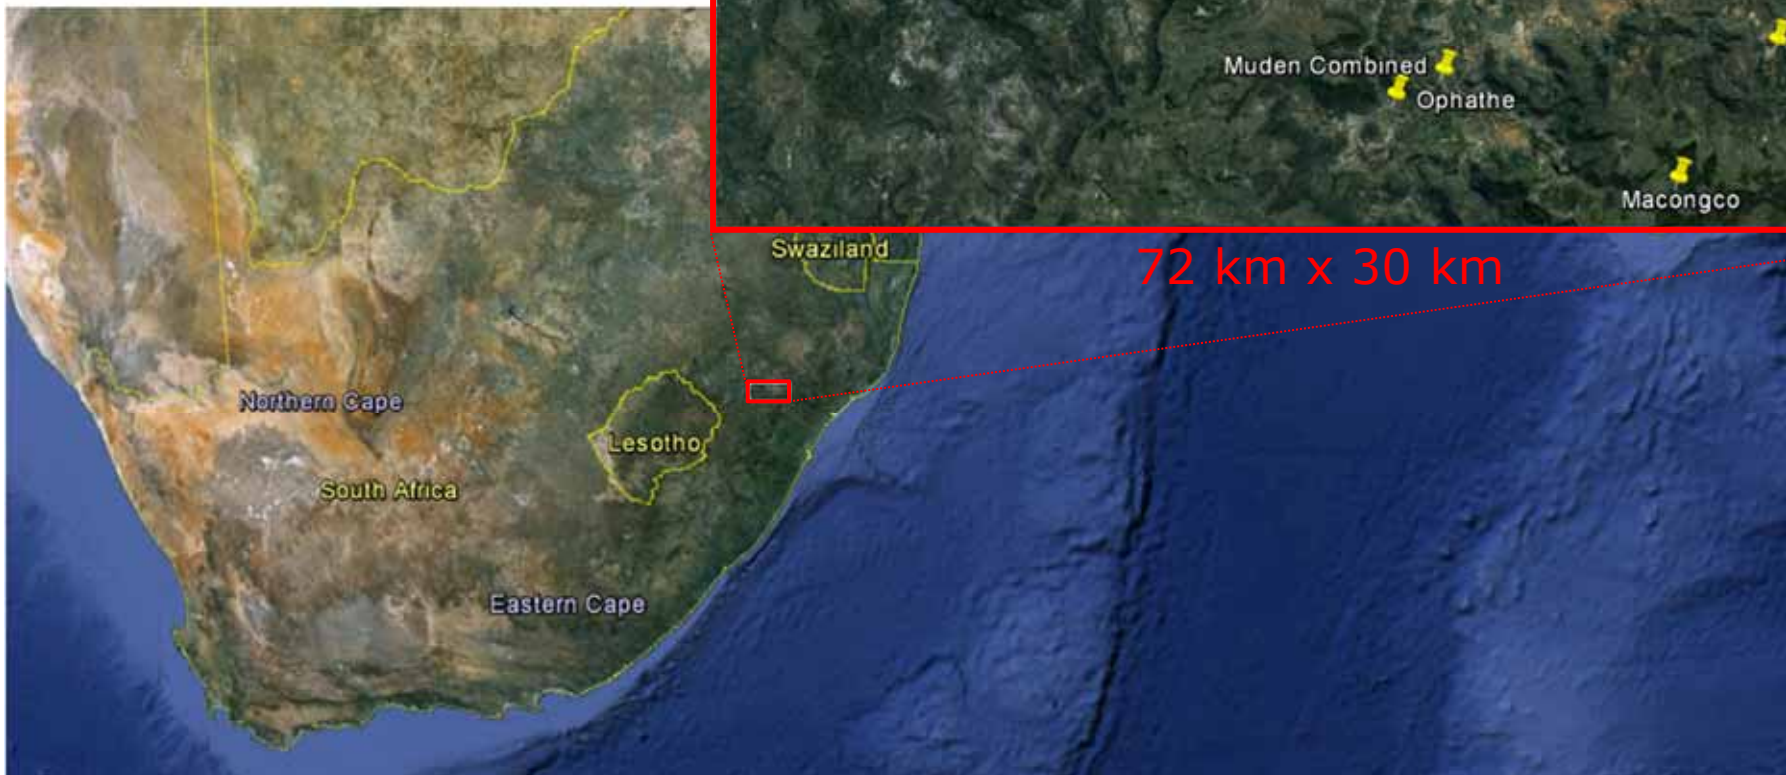 Muden Combined
Ophathe
Macongco
Swaziland
72 km x 30 km
Northern Cape
Lesotho
South Africa
Eastern Cape